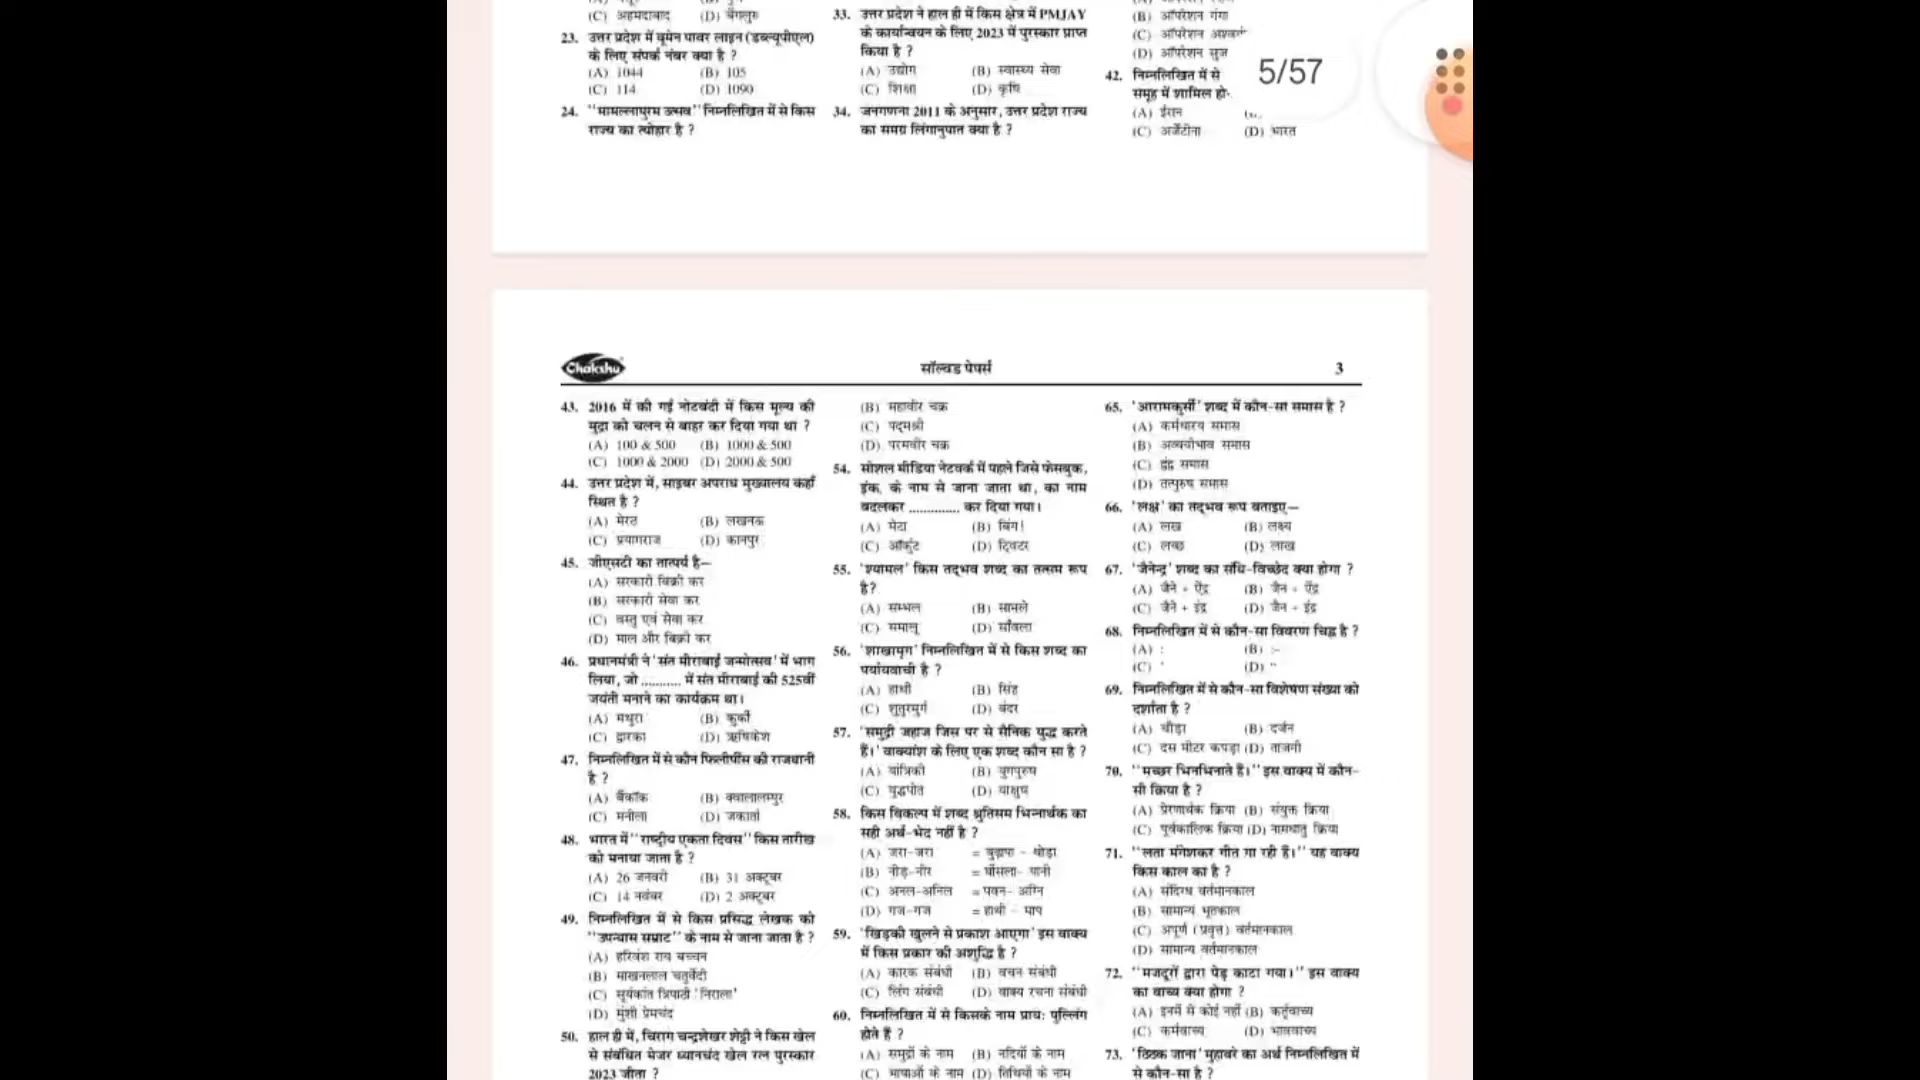 (C) अहमदाबाद (D) बेंगलुरु
23. उत्तर प्रदेश में वूमेन पावर लाइन (डब्ल्यूपीएल)
के लिए संपर्क नंबर क्या है ?
(A) 1044 (B) 105
(C) 114 (D) 1090
24. "मामल्लापुरम उत्सव" निम्नलिखित में से किस
राज्य का त्योहार है ?
33. उत्तर प्रदेश ने हाल ही में किस क्षेत्र में PMJAY
के कार्यान्वयन के लिए 2023 में पुरस्कार प्राप्त
किया है ?
(A) उद्योग (B) स्वास्थ्य सेवा
(C) शिक्षा (D) कृषि
34. जनगणना 2011 के अनुसार, उत्तर प्रदेश राज्य
का समग्र लिंगानुपात क्या है ?
(B) ऑपरेशन गंगा
(C) ऑपरेशन
(D) ऑपरेशन
42. निम्नलिखित में से
समूह में शामिल
(A) ईरान
(C) अर्जेंटीना (D) भारत
5/57
Chakshu
सॉल्वड पेपर्स
3
43. 2016 में की गई नोटबंदी में किस मूल्य की
मुद्रा को चलन से बाहर कर दिया गया था ?
(A) 100 & 500 (B) 1000 & 500
(C) 1000 & 2000 (D) 2000 & 500
44. उत्तर प्रदेश में, साइबर अपराध मुख्यालय कहाँ
स्थित है ?
(A) मेरठ (B) लखनऊ
(C) प्रयागराज (D) कानपुर
45. जीएसटी का तात्पर्य है—
(A) सरकारी बिक्री कर
(B) सरकारी सेवा कर
(C) वस्तु एवं सेवा कर
(D) माल और बिक्री कर
46. प्रधानमंत्री ने 'संत मीराबाई जन्मोत्सव' में भाग
लिया, जो ........... में संत मीराबाई की 525वीं
जयंती मनाने का कार्यक्रम था।
(A) मथुरा (B) कुर्की
(C) द्वारका (D) ऋषिकेश
47. निम्नलिखित में से कौन फिलीपींस की राजधानी
है ?
(A) बैंकॉक (B) क्वालालम्पुर
(C) मनीला (D) जकार्ता
48. भारत में "राष्ट्रीय एकता दिवस" किस तारीख
को मनाया जाता है ?
(A) 26 जनवरी (B) 31 अक्टूबर
(C) 14 नवंबर (D) 2 अक्टूबर
49. निम्नलिखित में से किस प्रसिद्ध लेखक को
"उपन्यास सम्राट" के नाम से जाना जाता है ?
(A) हरिवंश राय बच्चन
(B) माखनलाल चतुर्वेदी
(C) सूर्यकांत त्रिपाठी 'निराला'
(D) मुंशी प्रेमचंद
50. हाल ही में, चिराग चन्द्रशेखर शेट्टी ने किस खेल
से संबंधित मेजर ध्यानचंद खेल रत्न पुरस्कार
2023 जीता ?
(B) महावीर चक्र
(C) पद्मश्री
(D) परमवीर चक्र
54. सोशल मीडिया नेटवर्क में पहले जिसे फेसबुक,
इंक. के नाम से जाना जाता था, का नाम
बदलकर .............. कर दिया गया।
(A) मेटा (B) बिंग!
(C) ऑर्कुट (D) ट्विटर
55. 'श्यामल' किस तद्भव शब्द का तत्सम रूप
है?
(A) सम्भल (B) सामले
(C) समालू (D) साँवला
56. 'शाखामृग' निम्नलिखित में से किस शब्द का
पर्यायवाची है ?
(A) हाथी (B) सिंह
(C) शुतुरमुर्ग (D) बंदर
57. 'समुद्री जहाज जिस पर से सैनिक युद्ध करते
हैं।' वाक्यांश के लिए एक शब्द कौन सा है ?
(A) यांत्रिकी (B) युगपुरुष
(C) युद्धपोत (D) चाक्षुष
58. किस विकल्प में शब्द श्रुतिसम भिन्नार्थक का
सही अर्थ-भेद नहीं है ?
(A) जरा-जरा = बुढ़ापा - थोड़ा
(B) नीड़-नीर = घोंसला- पानी
(C) अनल-अनिल = पवन- अग्नि
(D) गज-गज = हाथी - माप
59. 'खिड़की खुलने से प्रकाश आएगा' इस वाक्य
में किस प्रकार की अशुद्धि है ?
(A) कारक संबंधी (B) वचन संबंधी
(C) लिंग संबंधी (D) वाक्य रचना संबंधी
60. निम्नलिखित में से किसके नाम प्रायः पुल्लिंग
होते हैं ?
(A) समुद्रों के नाम (B) नदियों के नाम
(C) भाषाओं के नाम (D) तिथियों के नाम
65. 'आरामकुर्सी' शब्द में कौन-सा समास है ?
(A) कर्मधारय समास
(B) अव्ययीभाव समास
(C) द्वंद्व समास
(D) तत्पुरुष समास
66. 'लक्ष' का तद्भव रूप बताइए—
(A) लख (B) लक्ष्य
(C) लच्छ (D) लाख
67. 'जैनेन्द्र' शब्द का संधि-विच्छेद क्या होगा ?
(A) जैने + ऐंद्र (B) जैन + ऐंद्र
(C) जैने + इंद्र (D) जैन + इंद्र
68. निम्नलिखित में से कौन-सा विवरण चिह्न है ?
(A) : (B) :-
(C) ' (D) "
69. निम्नलिखित में से कौन-सा विशेषण संख्या को
दर्शाता है ?
(A) चौड़ा (B) दर्जन
(C) दस मीटर कपड़ा (D) ताजगी
70. "मच्छर भिनभिनाते हैं।" इस वाक्य में कौन-
सी क्रिया है ?
(A) प्रेरणार्थक क्रिया (B) संयुक्त क्रिया
(C) पूर्वकालिक क्रिया (D) नामधातु क्रिया
71. "लता मंगेशकर गीत गा रही हैं।" यह वाक्य
किस काल का है ?
(A) संदिग्ध वर्तमानकाल
(B) सामान्य भूतकाल
(C) अपूर्ण (प्रवृत्त) वर्तमानकाल
(D) सामान्य वर्तमानकाल
72. "मजदूरों द्वारा पेड़ काटा गया।" इस वाक्य
का वाच्य क्या होगा ?
(A) इनमें से कोई नहीं (B) कर्तृवाच्य
(C) कर्मवाच्य (D) भाववाच्य
73. 'ठिठक जाना' मुहावरे का अर्थ निम्नलिखित में
से कौन-सा है ?